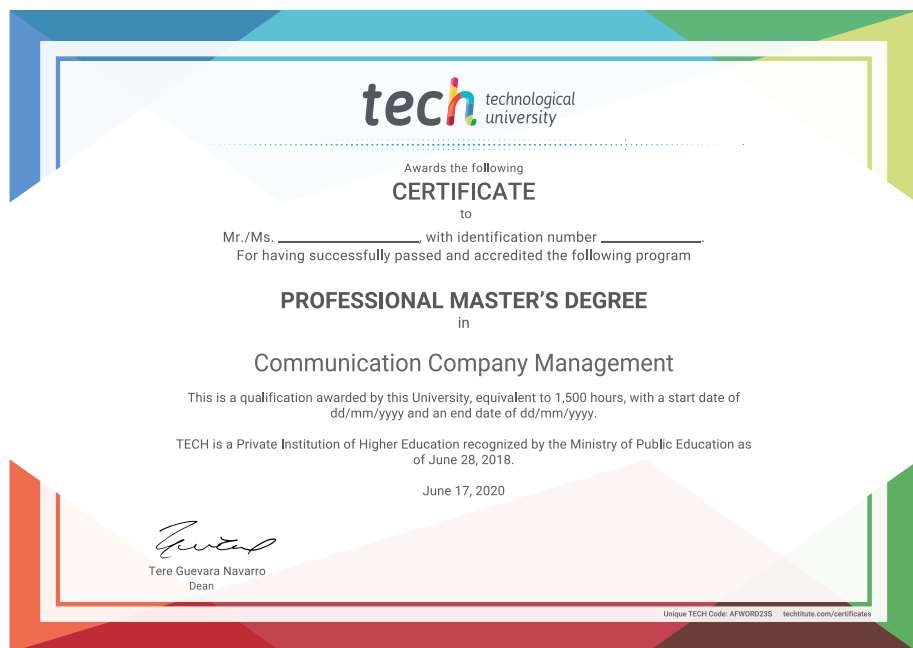 tech technological
university
Awards the following
CERTIFICATE
to
Mr./Ms. ____________________, with identification number ______________.
For having successfully passed and accredited the following program
PROFESSIONAL MASTER'S DEGREE
in
Communication Company Management
This is a qualification awarded by this University, equivalent to 1,500 hours, with a start date of
dd/mm/yyyy and an end date of dd/mm/yyyy.
TECH is a Private Institution of Higher Education recognized by the Ministry of Public Education as
of June 28, 2018.
June 17, 2020
Tere Guevara Navarro
Dean
Unique TECH Code: AFWORD23S techtitute.com/certificates